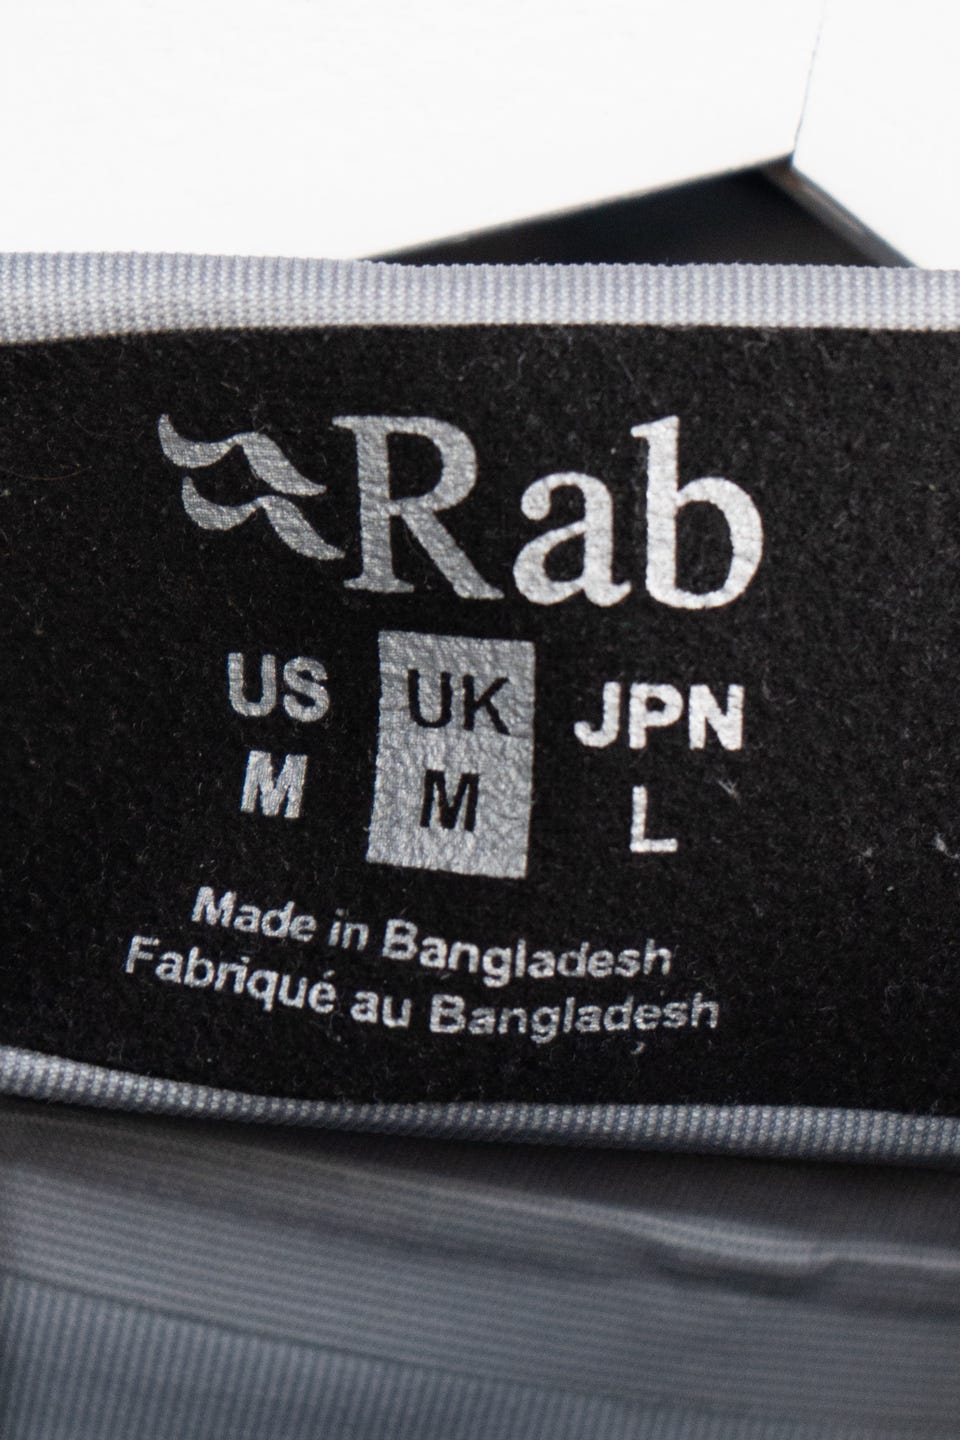 Rab
US UK JPN
M M L
Made in Bangladesh
Fabriqué au Bangladesh